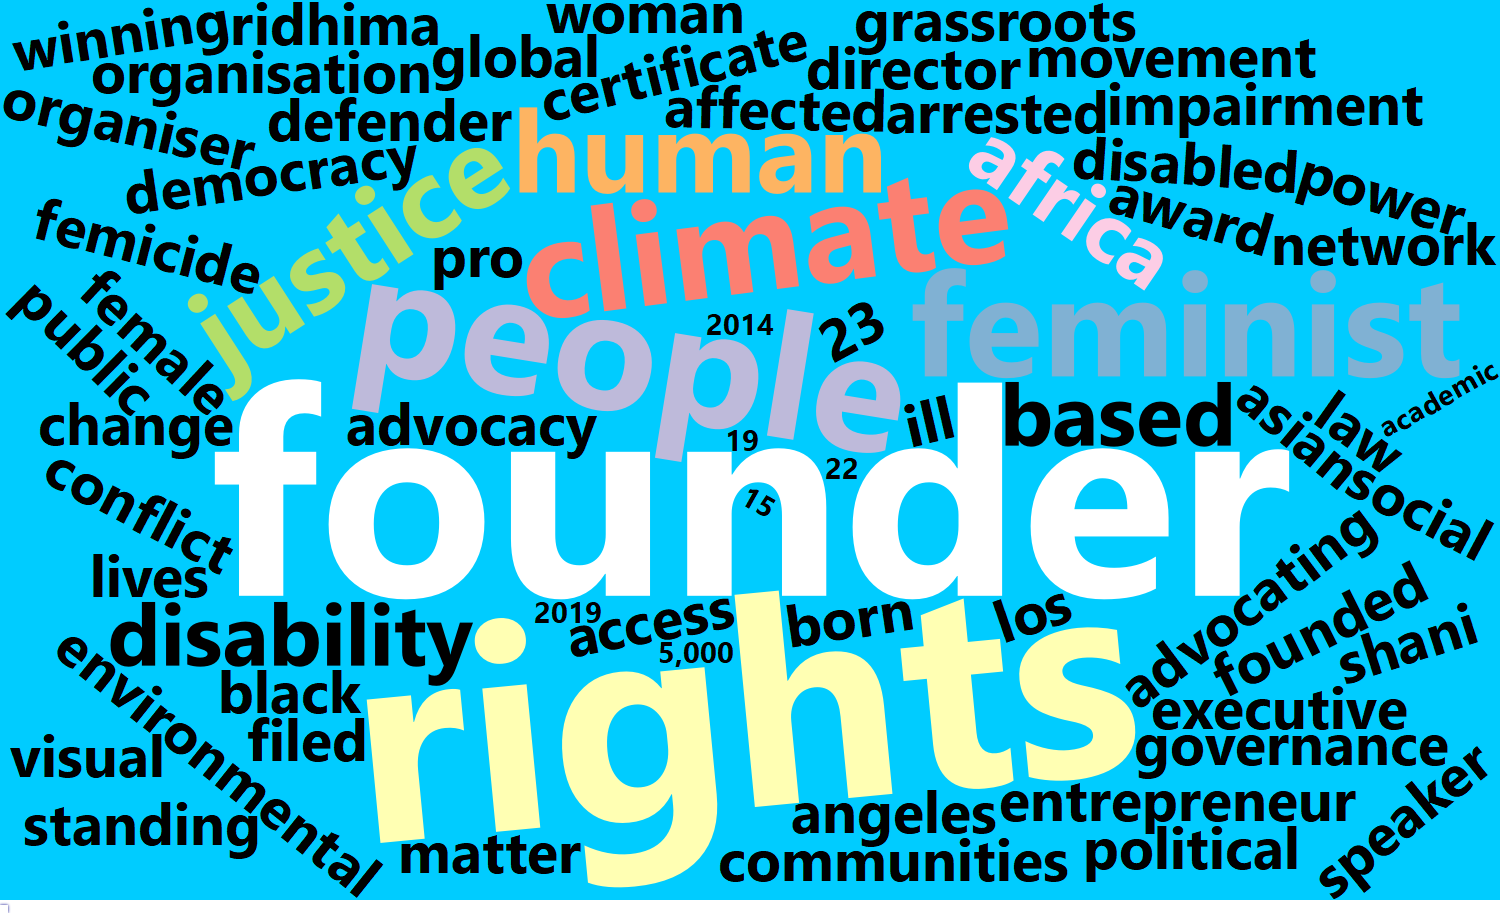 winning
ridhima
woman
grassroots
organisation
global
certificate
director
movement
organiser
defender
affected
arrested
impairment
democracy
justice
human
africa
disabled
power
femicide
pro
climate
award
network
female
public
people
2014
23
feminist
change
advocacy
19
ill
based
asian
law
academic
founder
22
15
conflict
social
lives
disability
2019
access
5,000
born
los
advocating
founded
shani
environmental
black
filed
rights
executive
governance
visual
standing
matter
angeles
entrepreneur
communities
political
speaker